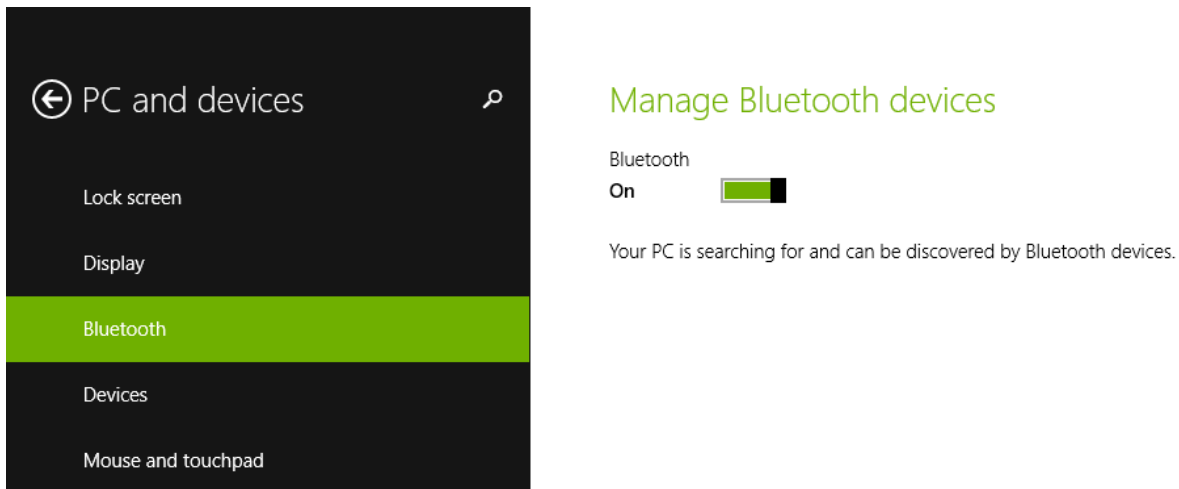 PC and devices
Lock screen
Display
Bluetooth
Devices
Mouse and touchpad
Manage Bluetooth devices
Bluetooth
On
Your PC is searching for and can be discovered by Bluetooth devices.